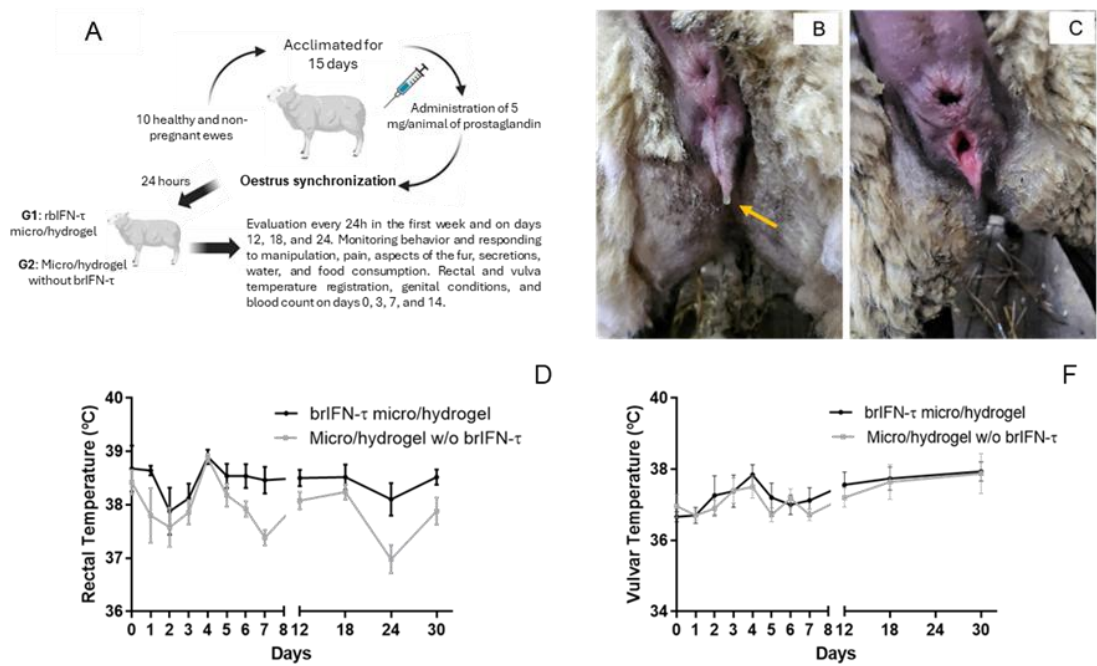 A
Acclimated for
15 days
10 healthy and non-
pregnant ewes
Administration of 5
mg/animal of prostaglandin
Oestrus synchronization
24 hours
G1: rbIFN-τ
micro/hydrogel
G2: Micro/hydrogel
without brIFN-τ
Evaluation every 24h in the first week and on days
12, 18, and 24. Monitoring behavior and responding
to manipulation, pain, aspects of the fur, secretions,
water, and food consumption. Rectal and vulva
temperature registration, genital conditions, and
blood count on days 0, 3, 7, and 14.
B
C
D
brIFN-τ micro/hydrogel
Micro/hydrogel w/o brIFN-τ
Rectal Temperature (ºC)
40
39
38
37
36
0 1 2 3 4 5 6 7 8 12 18 24 30
Days
F
brIFN-τ micro/hydrogel
Micro/hydrogel w/o brIFN-τ
Vulvar Temperature (ºC)
40
38
36
34
0 1 2 3 4 5 6 7 8 12 18 24 30
Days